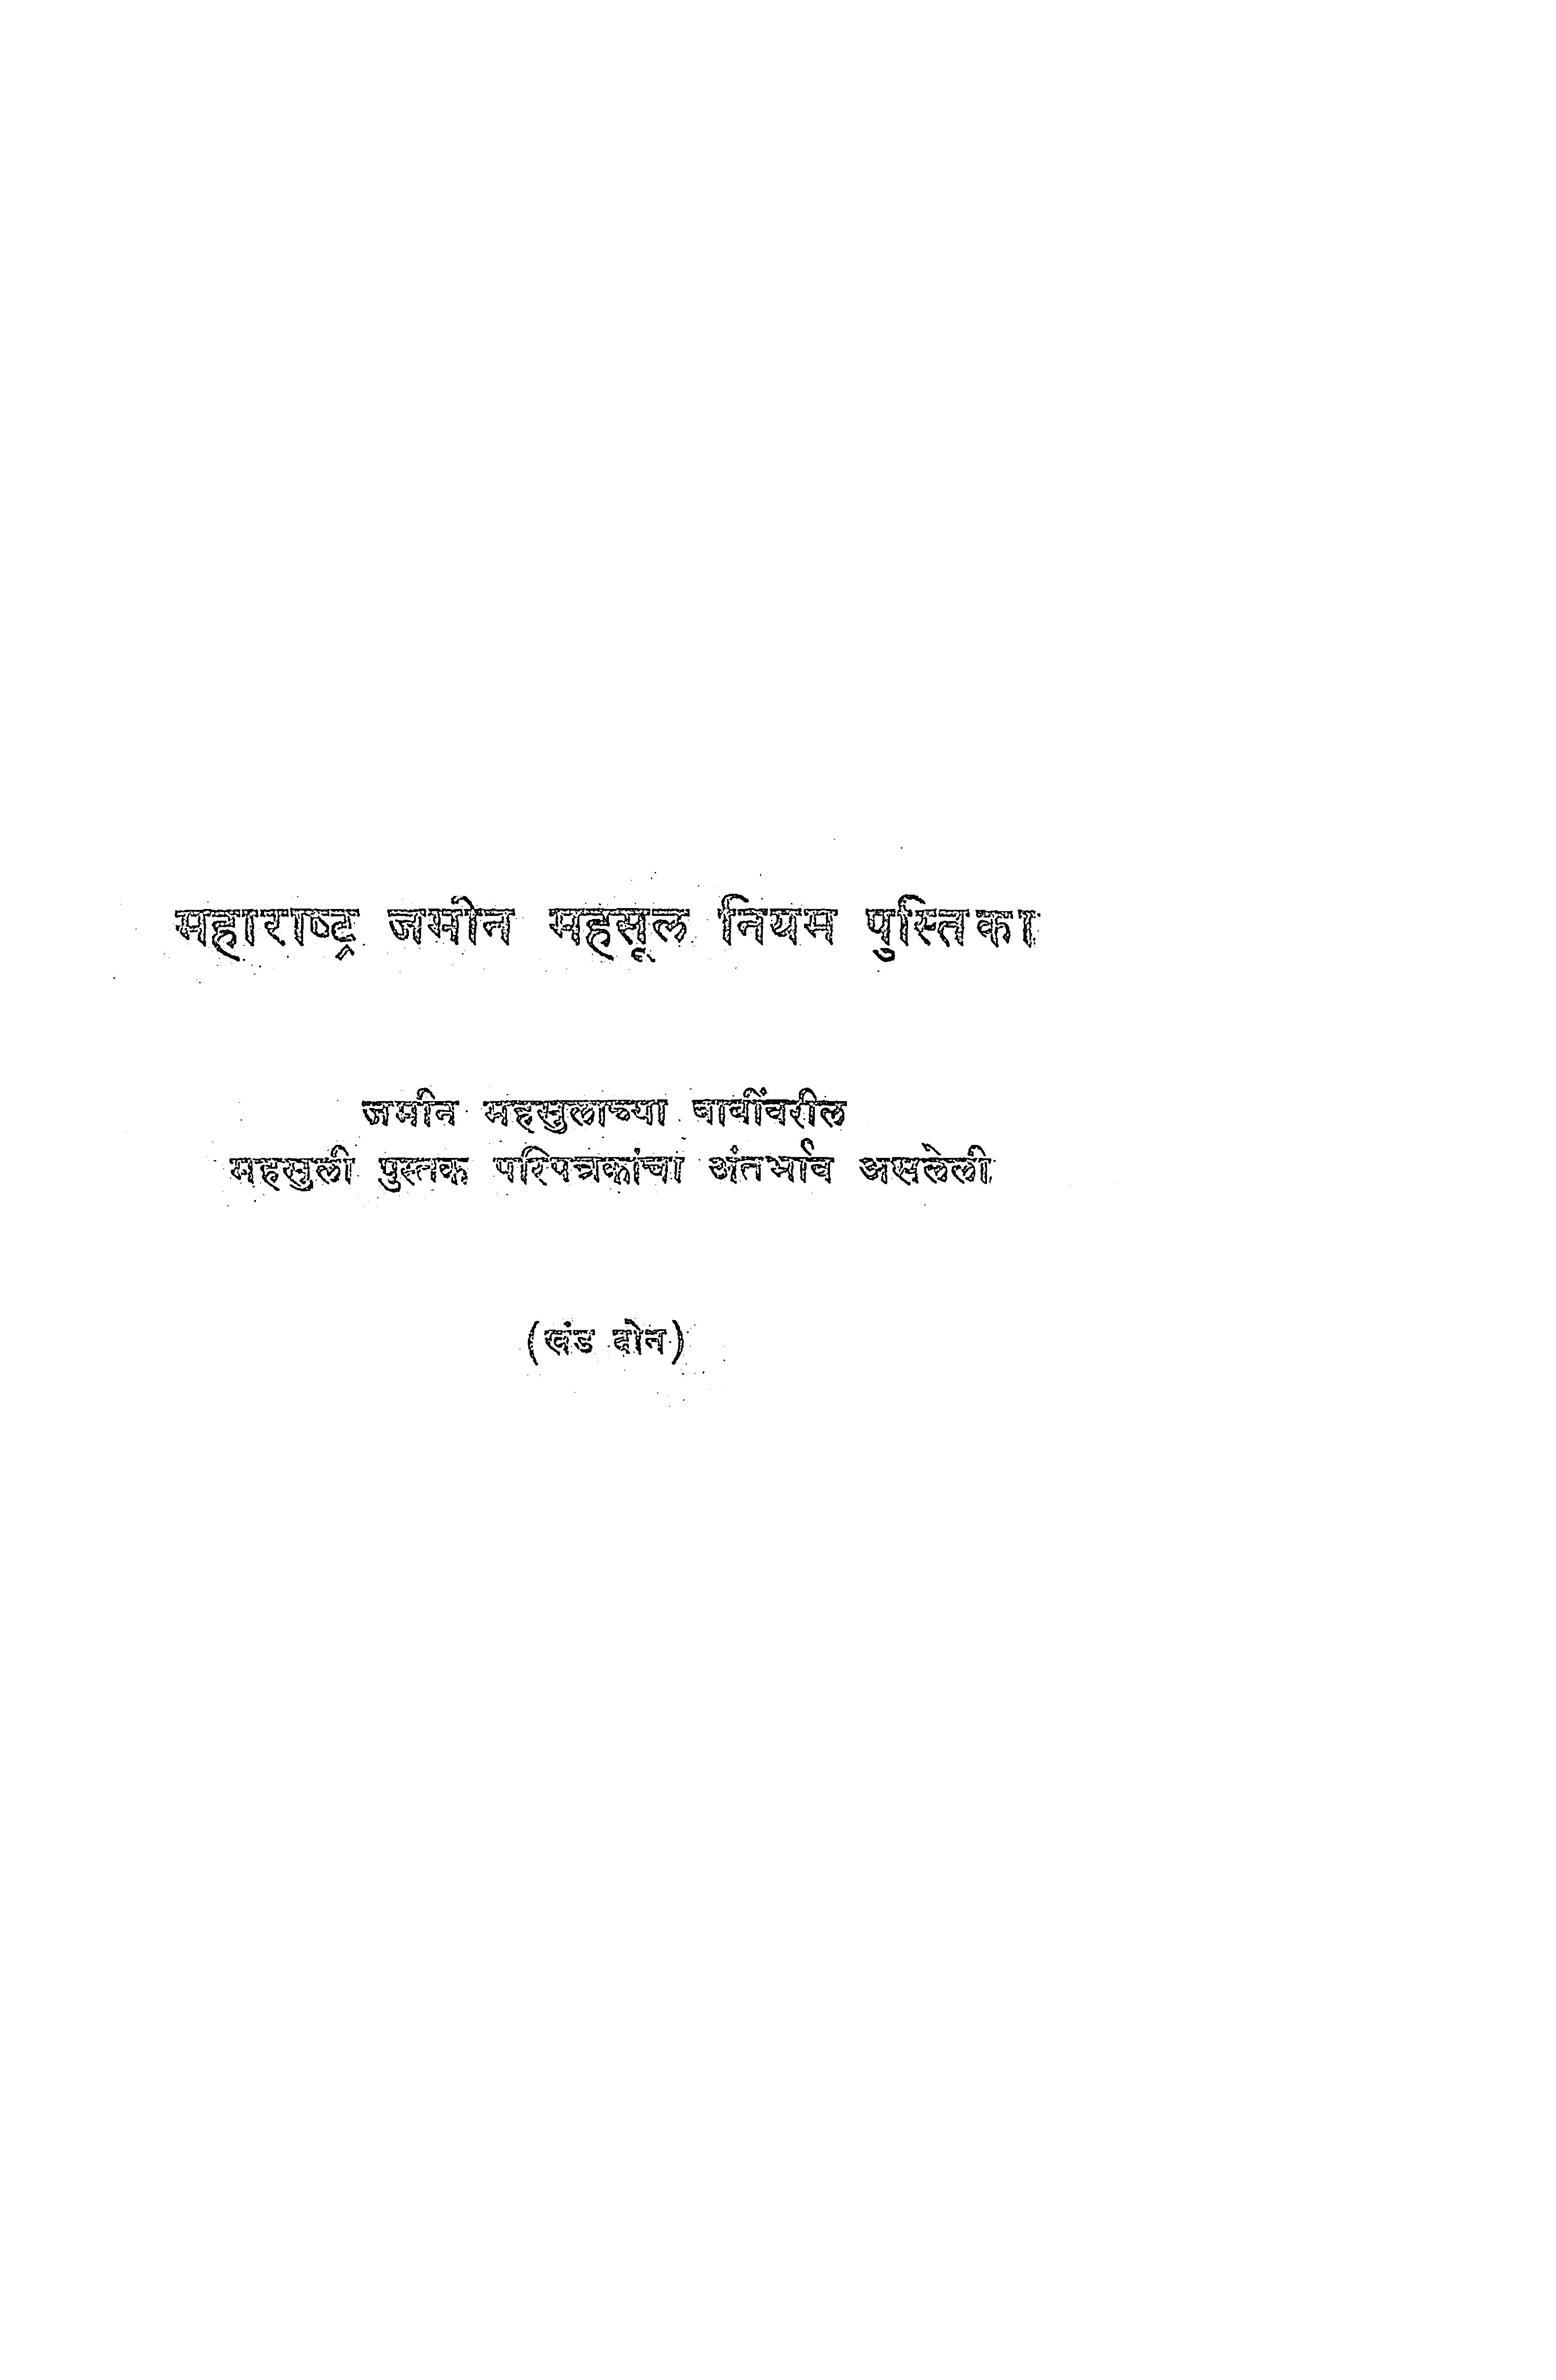 महाराष्ट्र जमीन महसूल नियम पुस्तिका
जमीन महसुलाच्या बाबींवरील
महसुली पुस्तक परिपत्रकांचा अंतर्भाव असलेली
(खंड दोन)